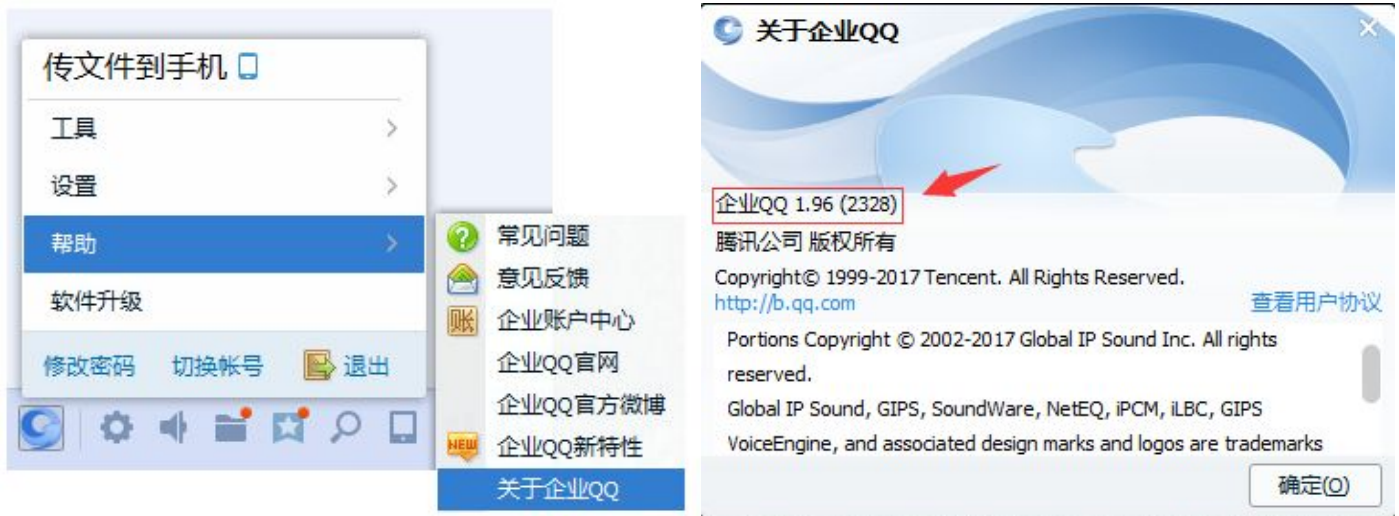 传文件到手机
工具
设置
帮助
软件升级
修改密码 切换帐号 退出
常见问题
意见反馈
账 企业账户中心
企业QQ官网
企业QQ官方微博
NEW 企业QQ新特性
关于企业QQ
关于企业QQ
企业QQ 1.96 (2328)
腾讯公司 版权所有
Copyright© 1999-2017 Tencent. All Rights Reserved.
http://b.qq.com 查看用户协议
Portions Copyright © 2002-2017 Global IP Sound Inc. All rights
reserved.
Global IP Sound, GIPS, SoundWare, NetEQ, iPCM, iLBC, GIPS
VoiceEngine, and associated design marks and logos are trademarks
确定(O)